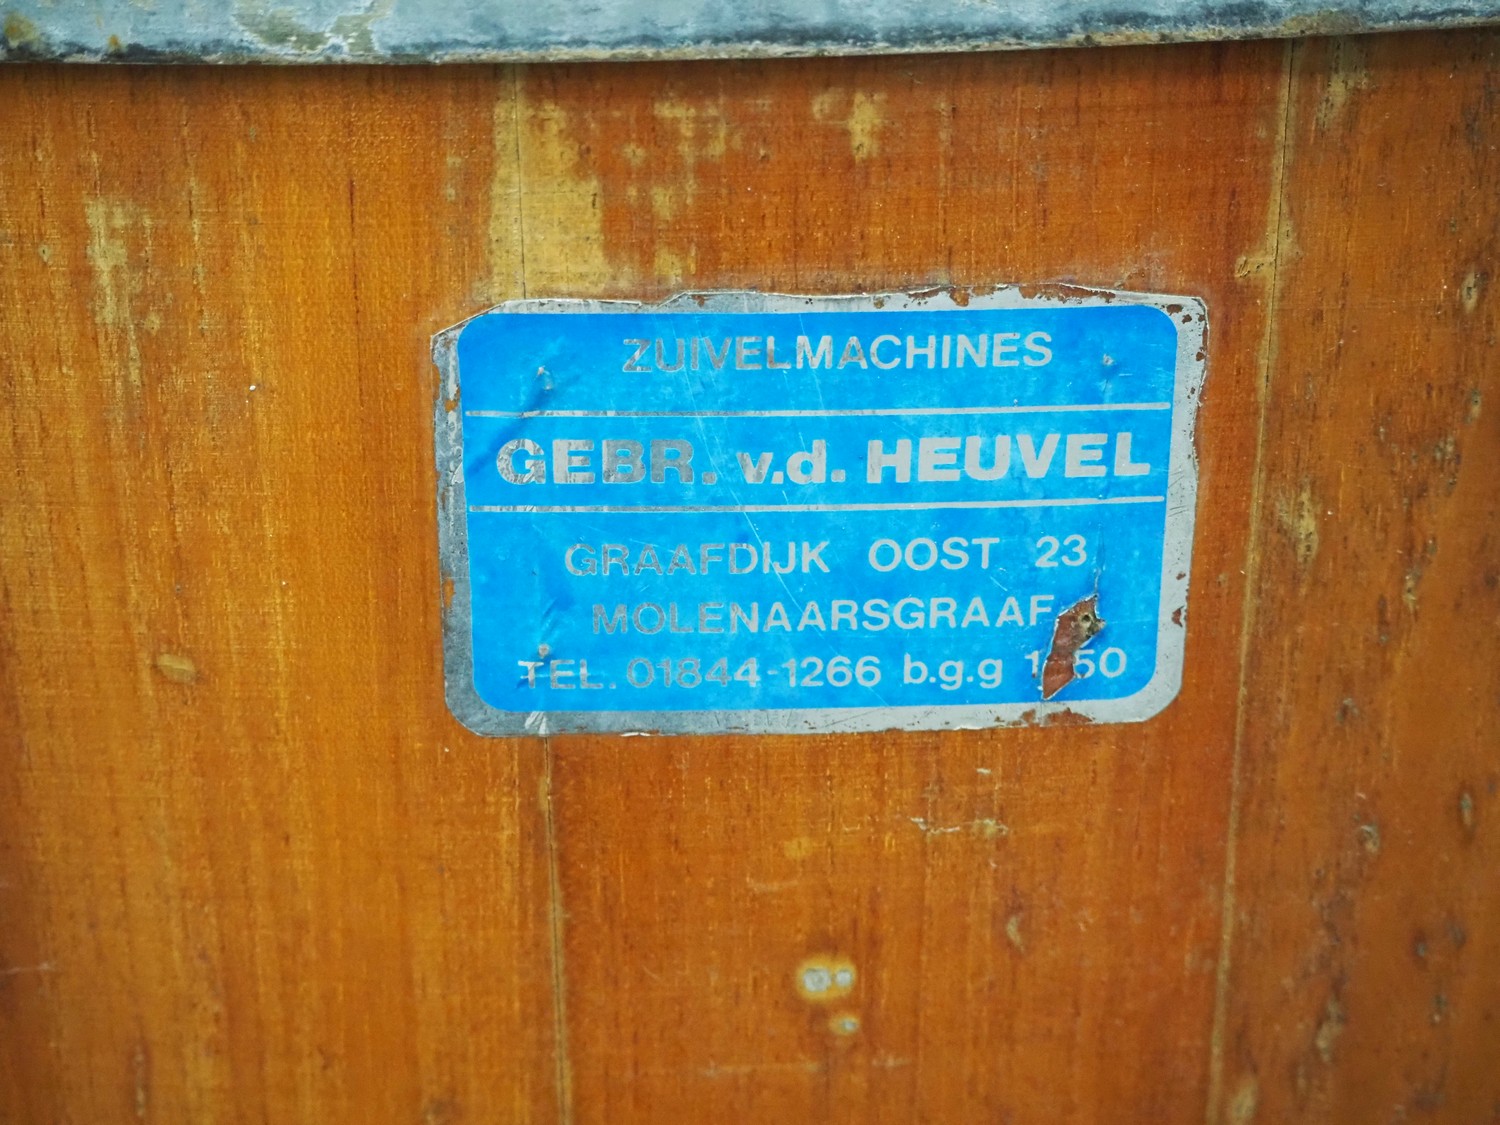 ZUIVELMACHINES
GEBR. v.d. HEUVEL
GRAAFDIJK OOST 23
MOLENAARSGRAAF
TEL. 01844-1266 b.g.g